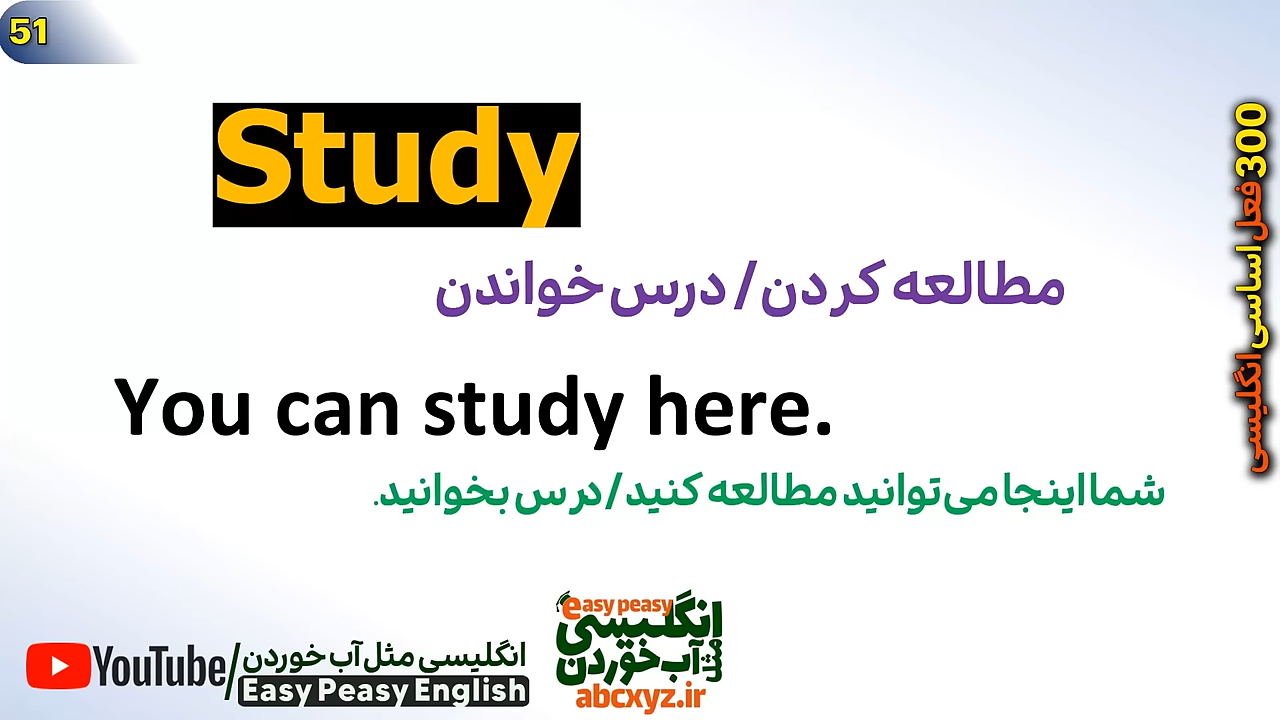 51
Study
مطالعه کردن/ درس خواندن
You can study here.
شما اینجا می‌توانید مطالعه کنید/درس بخوانید.
300 فعل اساسی انگلیسی
YouTube/انگلیسی مثل آب خوردن
Easy Peasy English
easy peasy
انگلیسی
مثل
آب خوردن
abcxyz.ir